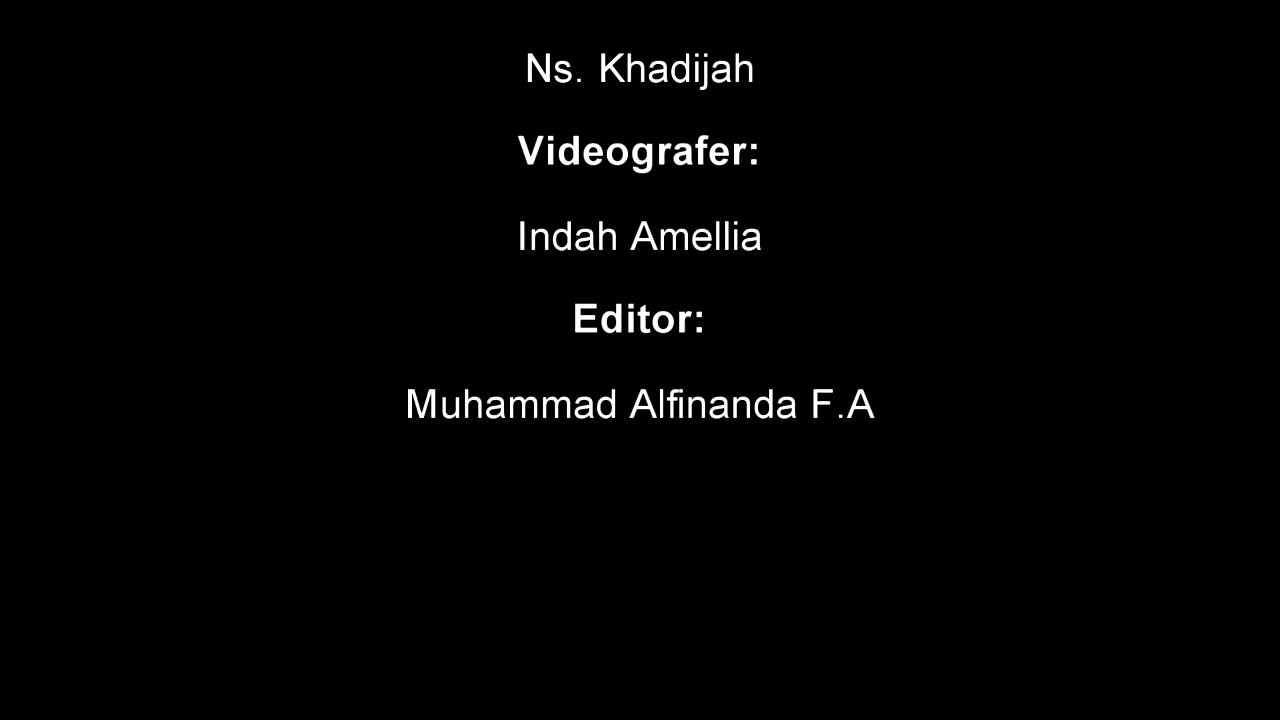 Ns. Khadijah
Videografer:
Indah Amellia
Editor:
Muhammad Alfinanda F.A